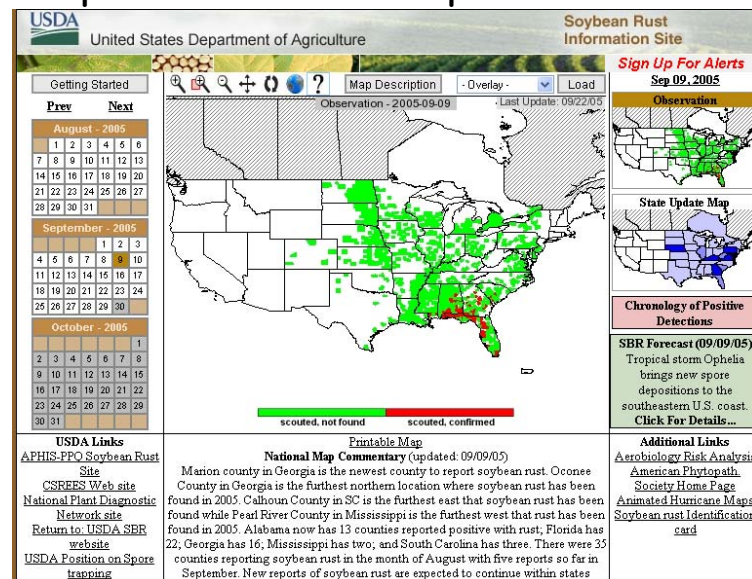 USDA
United States Department of Agriculture
Soybean Rust
Information Site
Sign Up For Alerts
Getting Started
Prev Next
August - 2005
1 2 3 4 5 6
7 8 9 10 11 12 13
14 15 16 17 18 19 20
21 22 23 24 25 26 27
28 29 30 31
September - 2005
1 2 3
4 5 6 7 8 9 10
11 12 13 14 15 16 17
18 19 20 21 22 23 24
25 26 27 28 29 30
October - 2005
1
2 3 4 5 6 7 8
9 10 11 12 13 14 15
16 17 18 19 20 21 22
23 24 25 26 27 28 29
30 31
USDA Links
APHIS-PPQ Soybean Rust
Site
CSREES Web site
National Plant Diagnostic
Network site
Return to: USDA SBR
website
USDA Position on Spore
trapping
? Map Description - Overlay - Load
Observation - 2005-09-09 Last Update: 09/22/05
scouted, not found scouted, confirmed
Printable Map
National Map Commentary (updated: 09/09/05)
Marion county in Georgia is the newest county to report soybean rust. Oconee
County in Georgia is the furthest northern location where soybean rust has been
found in 2005. Calhoun County in SC is the furthest east that soybean rust has been
found while Pearl River County in Mississippi is the furthest west that rust has been
found in 2005. Alabama now has 13 counties reported positive with rust; Florida has
22; Georgia has 16; Mississippi has two; and South Carolina has three. There were 35
counties reporting soybean rust in the month of August with five reports so far in
September. New reports of soybean rust are expected to continue within states
Sep 09, 2005
Observation
State Update Map
Chronology of Positive
Detections
SBR Forecast (09/09/05)
Tropical storm Ophelia
brings new spore
depositions to the
southeastern U.S. coast.
Click For Details...
Additional Links
Aerobiology Risk Analysis
American Phytopath.
Society Home Page
Animated Hurricane Maps
Soybean rust Identification
card